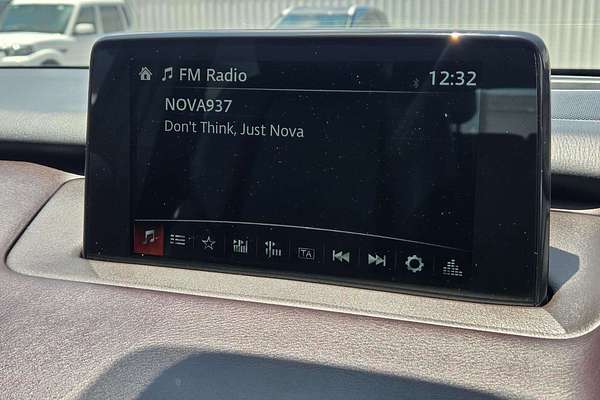 FM Radio
12:32
NOVA937
Don't Think, Just Nova
TA